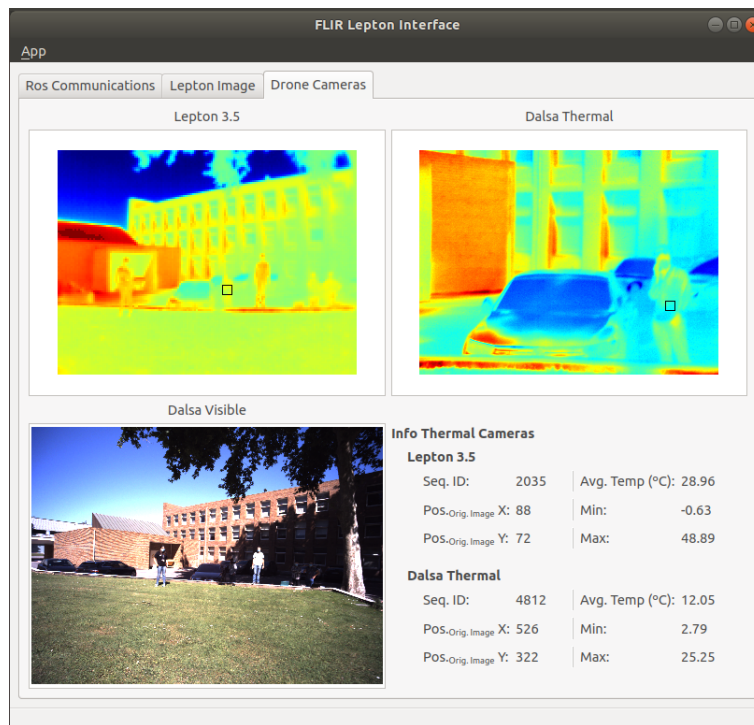 FLIR Lepton Interface
App
Ros Communications Lepton Image Drone Cameras
Lepton 3.5 Dalsa Thermal
Dalsa Visible
Info Thermal Cameras
Lepton 3.5
Seq. ID: 2035 Avg. Temp (ºC): 28.96
Pos.Orig. Image X: 88 Min: -0.63
Pos.Orig. Image Y: 72 Max: 48.89
Dalsa Thermal
Seq. ID: 4812 Avg. Temp (ºC): 12.05
Pos.Orig. Image X: 526 Min: 2.79
Pos.Orig. Image Y: 322 Max: 25.25